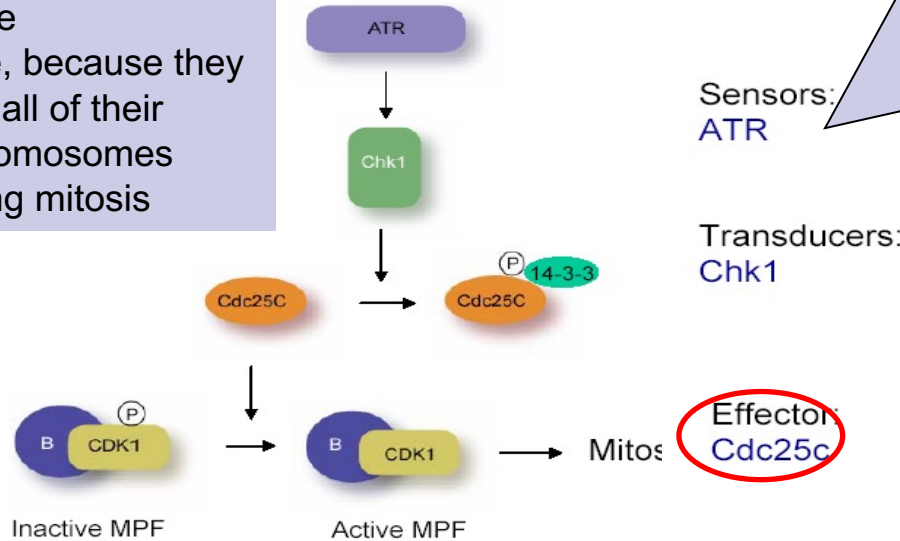 e, because they
all of their
omosomes
g mitosis
ATR
Chk1
P
14-3-3
Cdc25C
Cdc25C
P
B
CDK1
B
CDK1
Mitos
Inactive MPF
Active MPF
Sensors:
ATR
Transducers:
Chk1
Effector:
Cdc25c